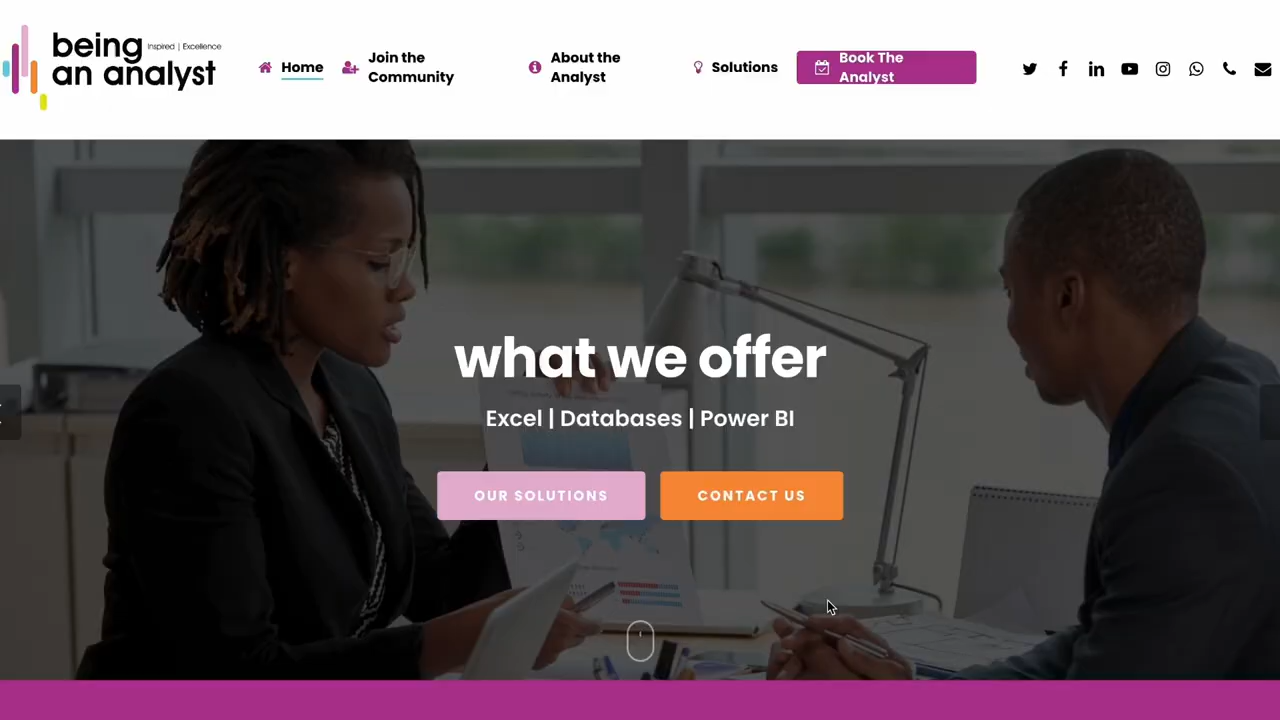 being Inspired | Excellence
an analyst
Home
Join the
Community
About the
Analyst
Solutions
Book The
Analyst
what we offer
Excel | Databases | Power BI
OUR SOLUTIONS
CONTACT US